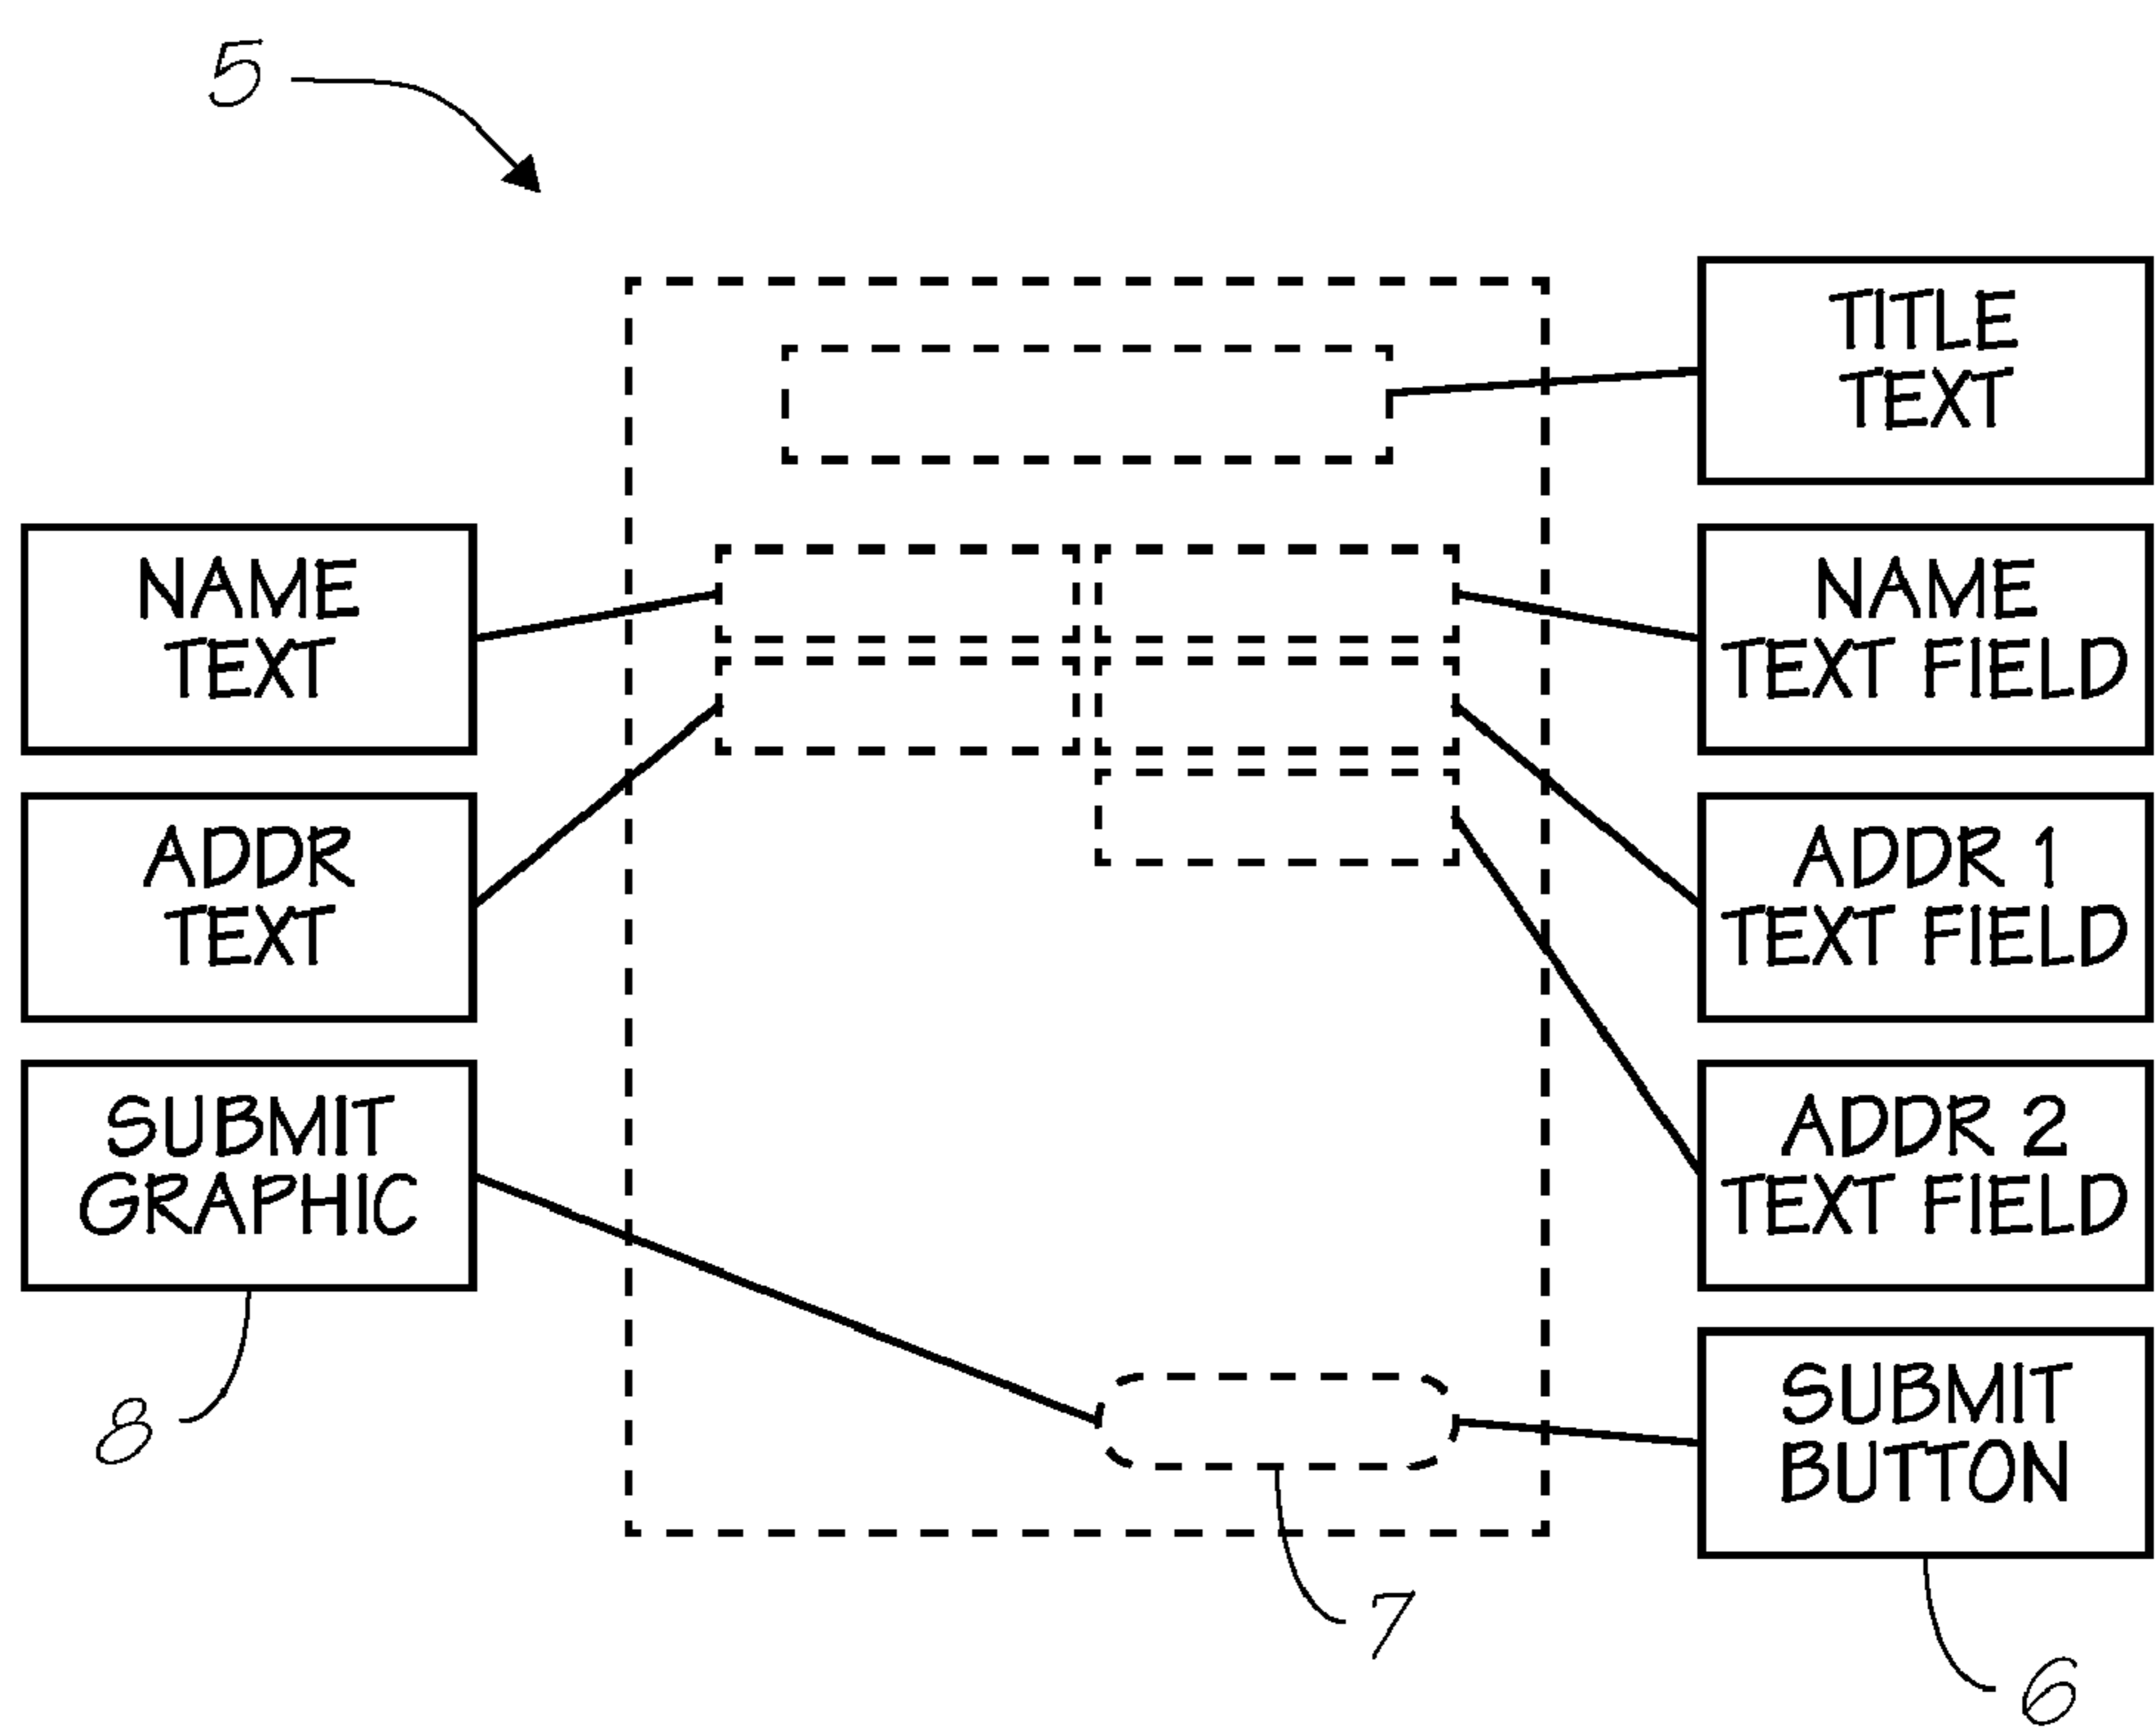 5
TITLE
TEXT
NAME
TEXT
NAME
TEXT FIELD
ADDR
TEXT
ADDR 1
TEXT FIELD
SUBMIT
GRAPHIC
ADDR 2
TEXT FIELD
SUBMIT
BUTTON
8
7
6